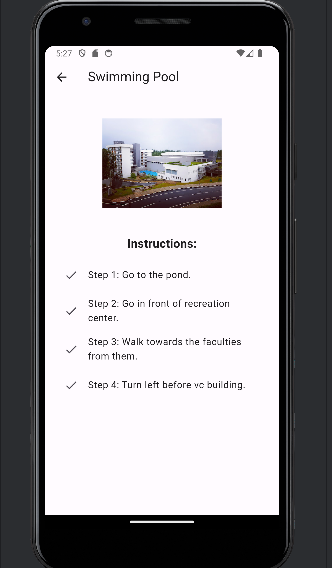 5:27
Swimming Pool
Instructions:
Step 1: Go to the pond.
Step 2: Go in front of recreation
center.
Step 3: Walk towards the faculties
from them.
Step 4: Turn left before vc building.